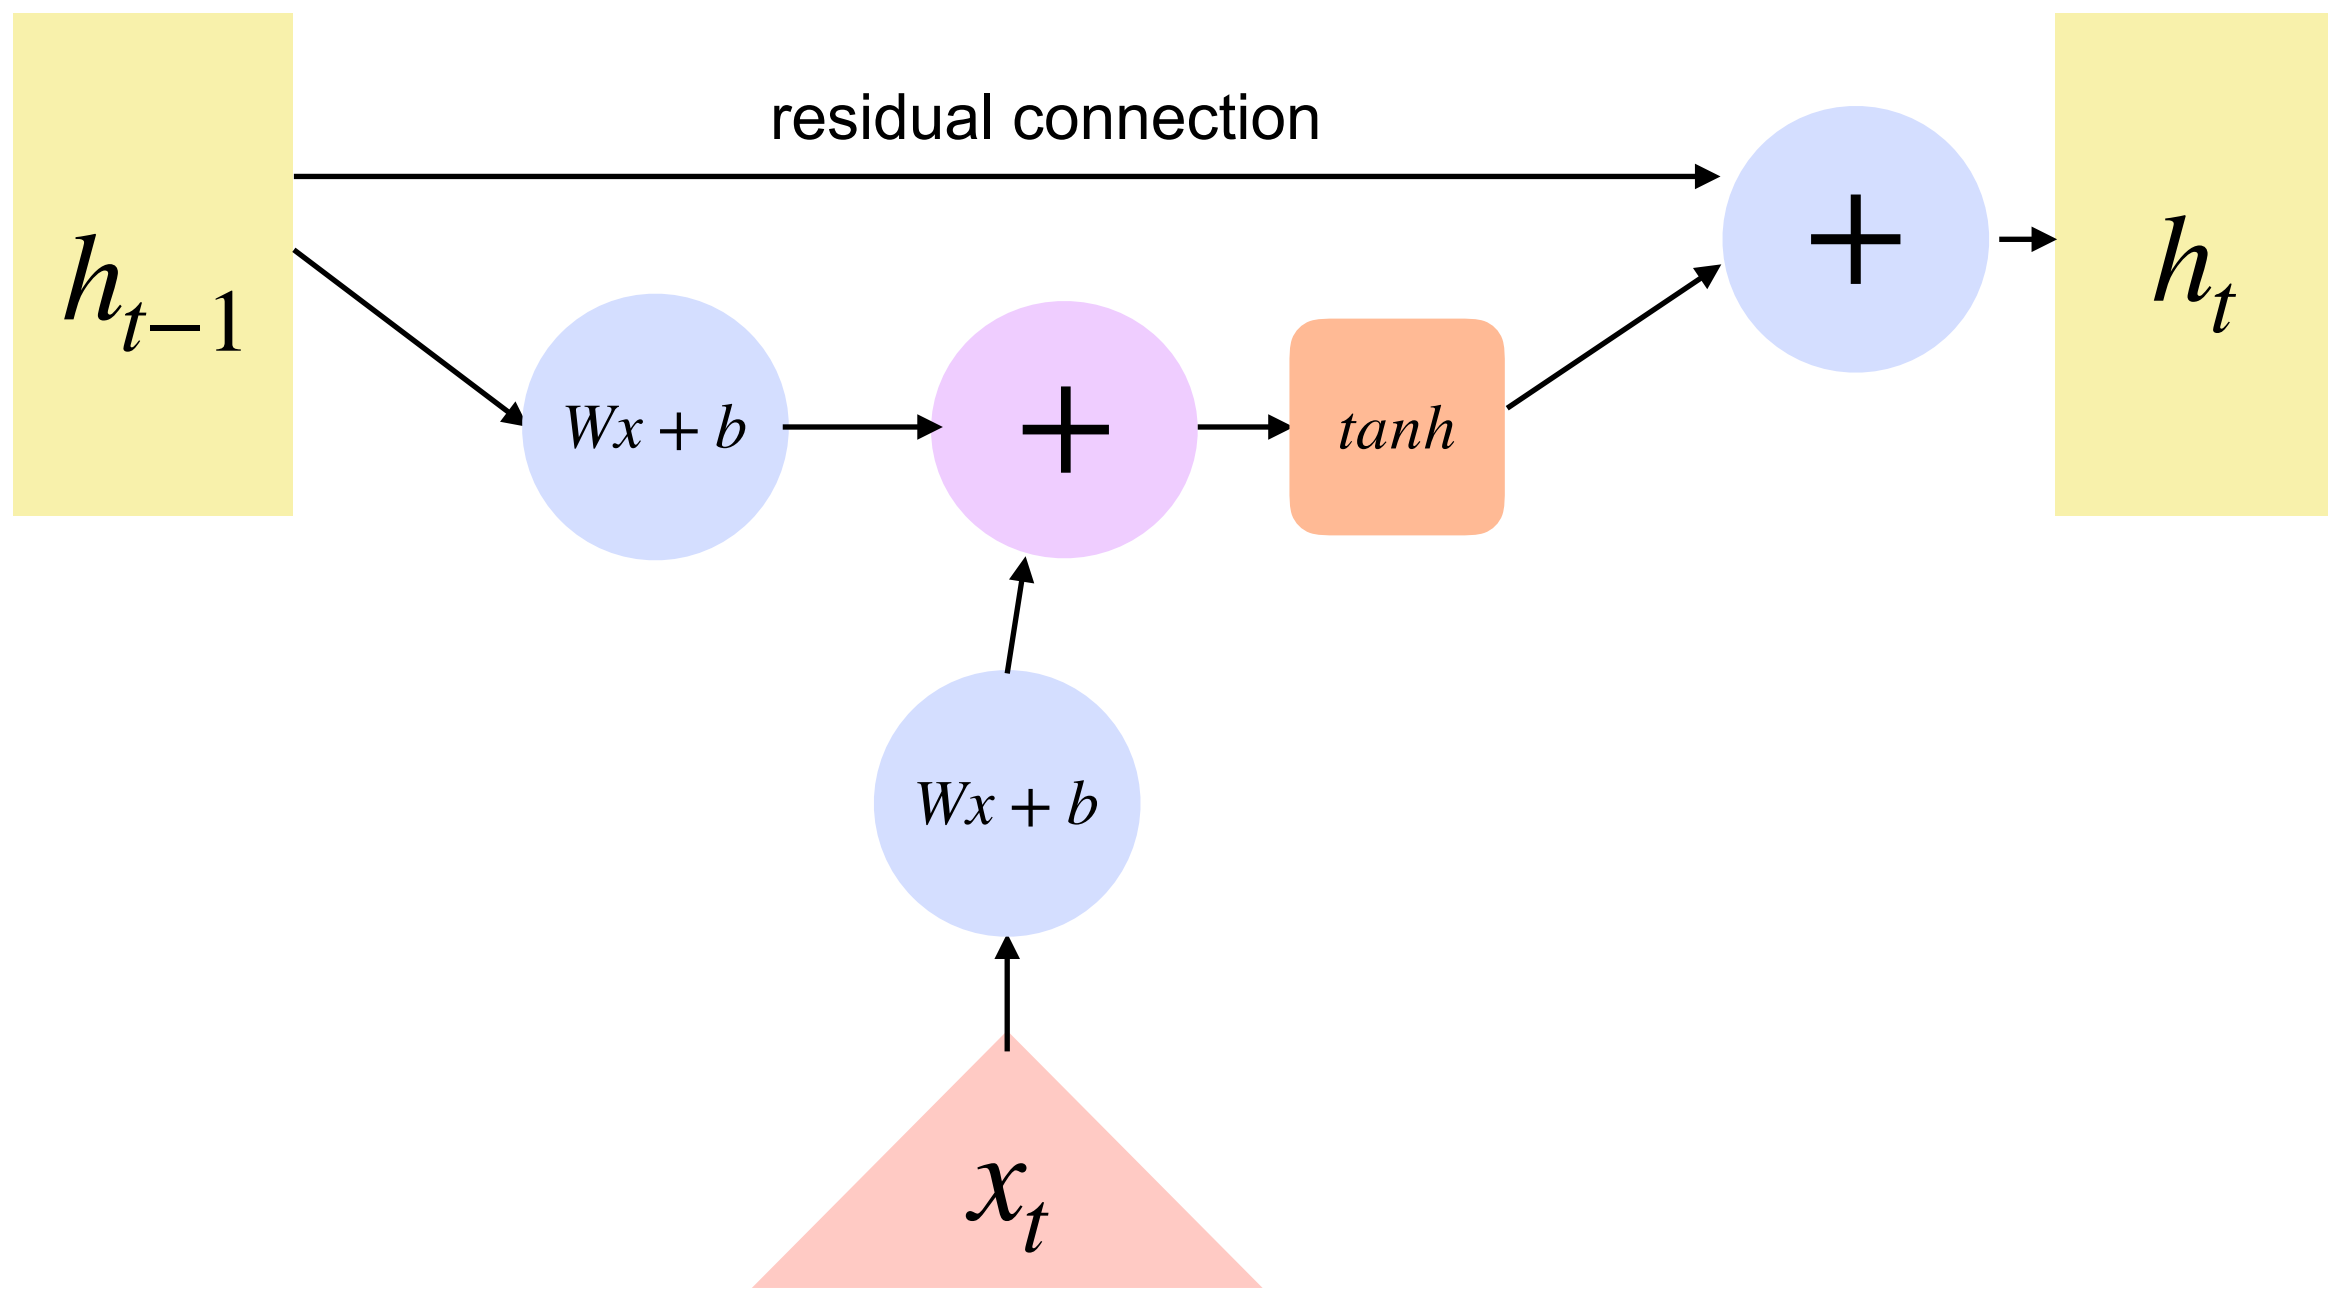 residual connection
h_{t−1}
+
h_t
Wx + b
+
tanh
Wx + b
x_t